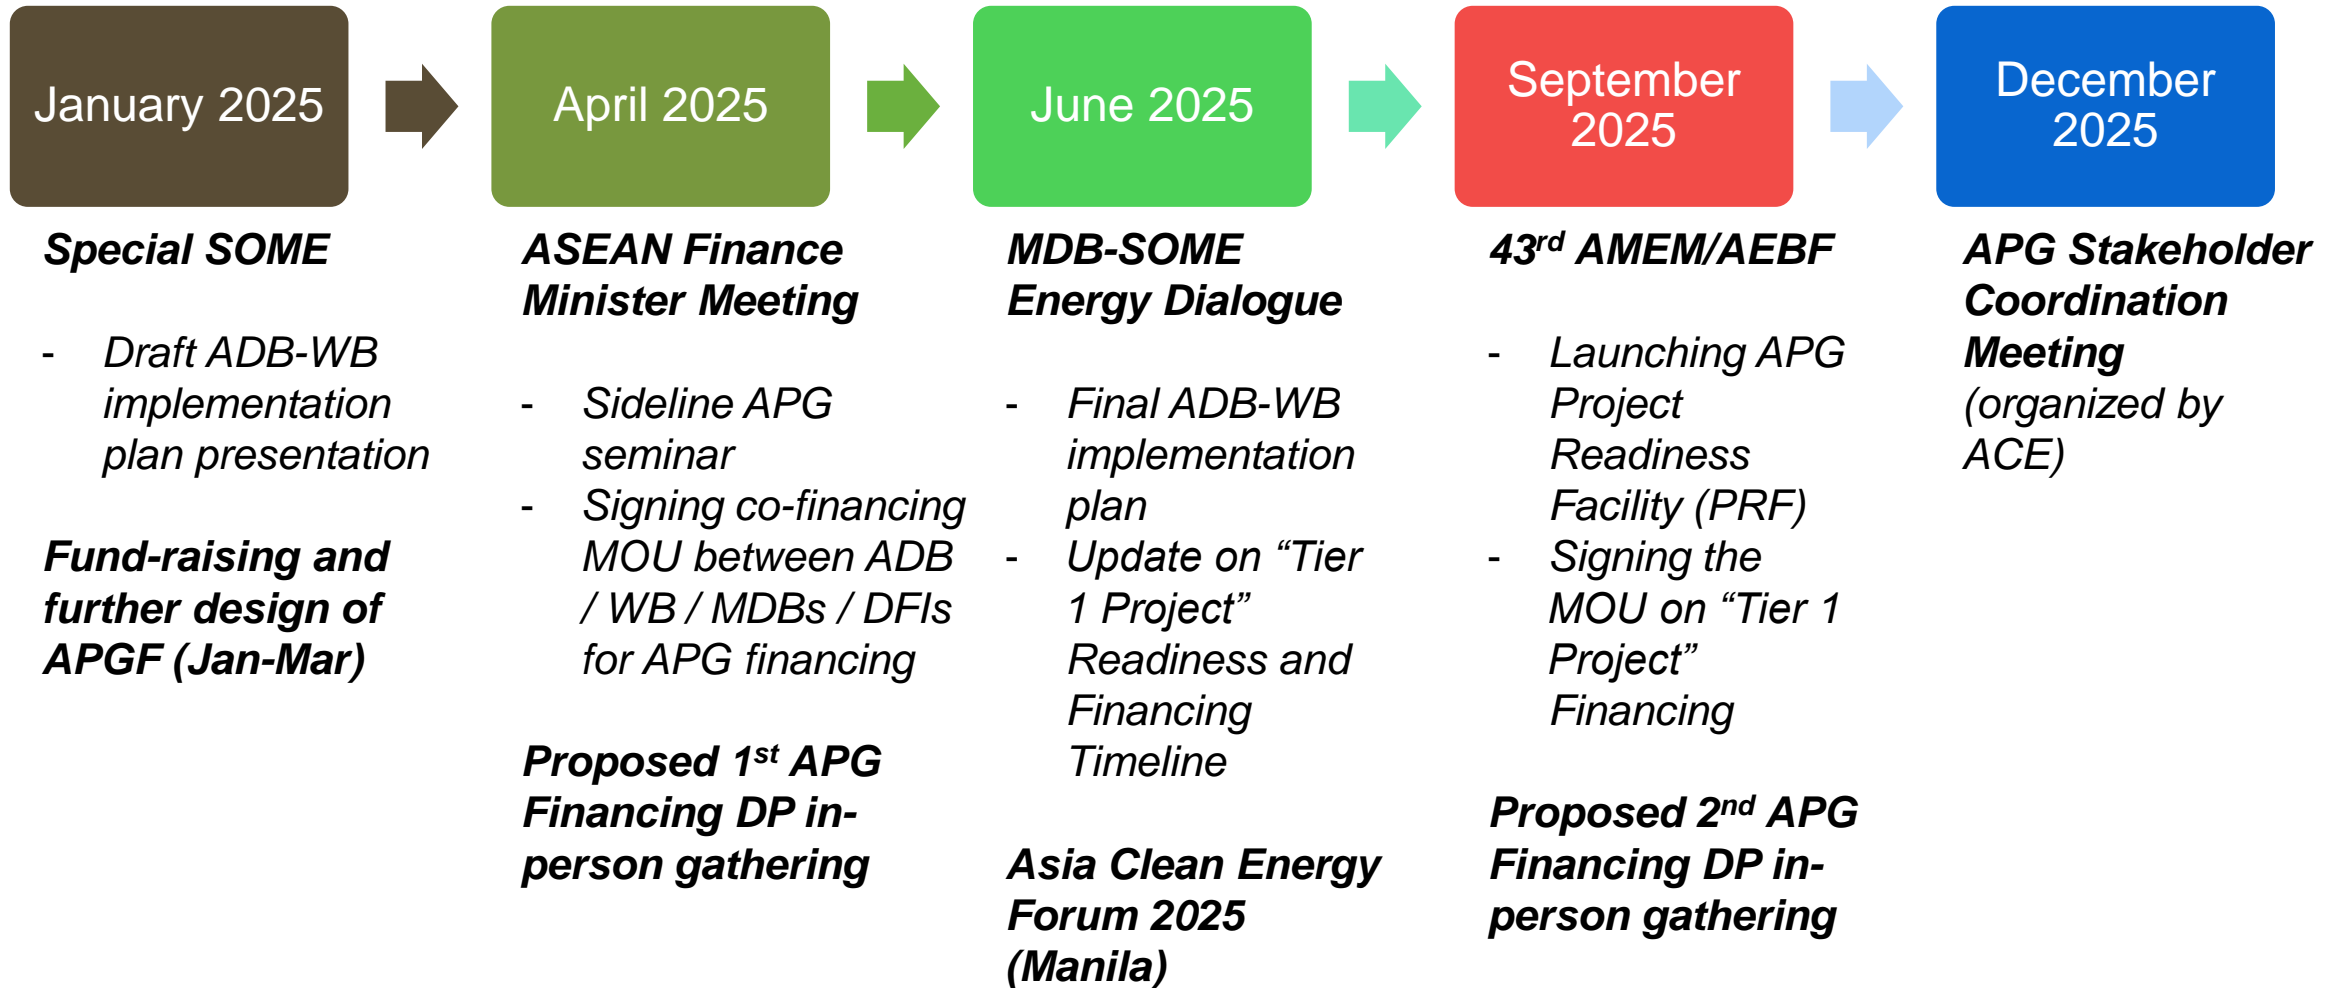 January 2025
April 2025
June 2025
September
2025
December
2025
Special SOME
- Draft ADB-WB
implementation
plan presentation
Fund-raising and
further design of
APGF (Jan-Mar)
ASEAN Finance
Minister Meeting
- Sideline APG
seminar
- Signing co-financing
MOU between ADB
/ WB / MDBs / DFIs
for APG financing
Proposed 1st APG
Financing DP in-
person gathering
MDB-SOME
Energy Dialogue
- Final ADB-WB
implementation
plan
- Update on “Tier
1 Project”
Readiness and
Financing
Timeline
Asia Clean Energy
Forum 2025
(Manila)
43rd AMEM/AEBF
- Launching APG
Project
Readiness
Facility (PRF)
- Signing the
MOU on “Tier 1
Project”
Financing
Proposed 2nd APG
Financing DP in-
person gathering
APG Stakeholder
Coordination
Meeting
(organized by
ACE)